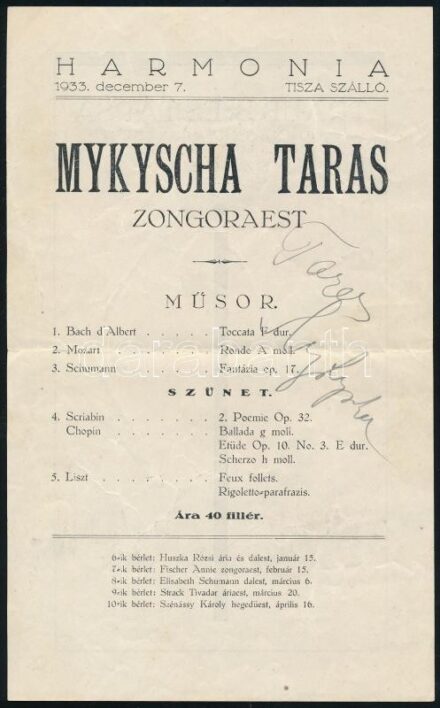 HARMONIA
1933. december 7. TISZA SZÁLLÓ.
MYKYSCHA TARAS
ZONGORAEST
Taras
MŰSOR.
1. Bach d'Albert . . . . . Toccata F dur.
2. Mozart . . . . . Rondo A moll.
3. Schumann . . . . . Fantázia op. 17.
SZÜNET.
4. Scriabin . . . . . 2. Poemie Op. 32.
Chopin . . . . . Ballada g moll.
Etüde Op. 10. No. 3. E dur.
Scherzo h moll.
5. Liszt . . . . . Feux follets.
Rigoletto-parafrazis.
Ára 40 fillér.
6-ik bérlet: Huszka Rózsi ária és dalest, január 15.
7-ik bérlet: Fischer Annie zongoraest, február 15.
8-ik bérlet: Elisabeth Schumann dalest, március 6.
9-ik bérlet: Strack Tivadar áriaest, március 20.
10-ik bérlet: Szénássy Károly hegedüest, április 16.